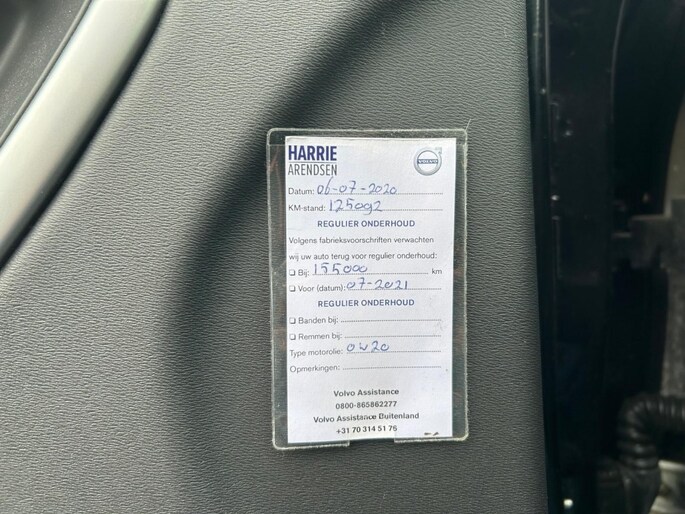 HARRIE
ARENDSEN
VOLVO
Datum: 06-07-2020
KM-stand: 125092
REGULIER ONDERHOUD
Volgens fabrieksvoorschriften verwachten
wij uw auto terug voor regulier onderhoud:
❑ Bij: 155000 km
❑ Voor (datum): 07-2021
REGULIER ONDERHOUD
❑ Banden bij:
❑ Remmen bij:
Type motorolie: 0w20
Opmerkingen:
Volvo Assistance
0800-865862277
Volvo Assistance Buitenland
+31 70 314 51 76